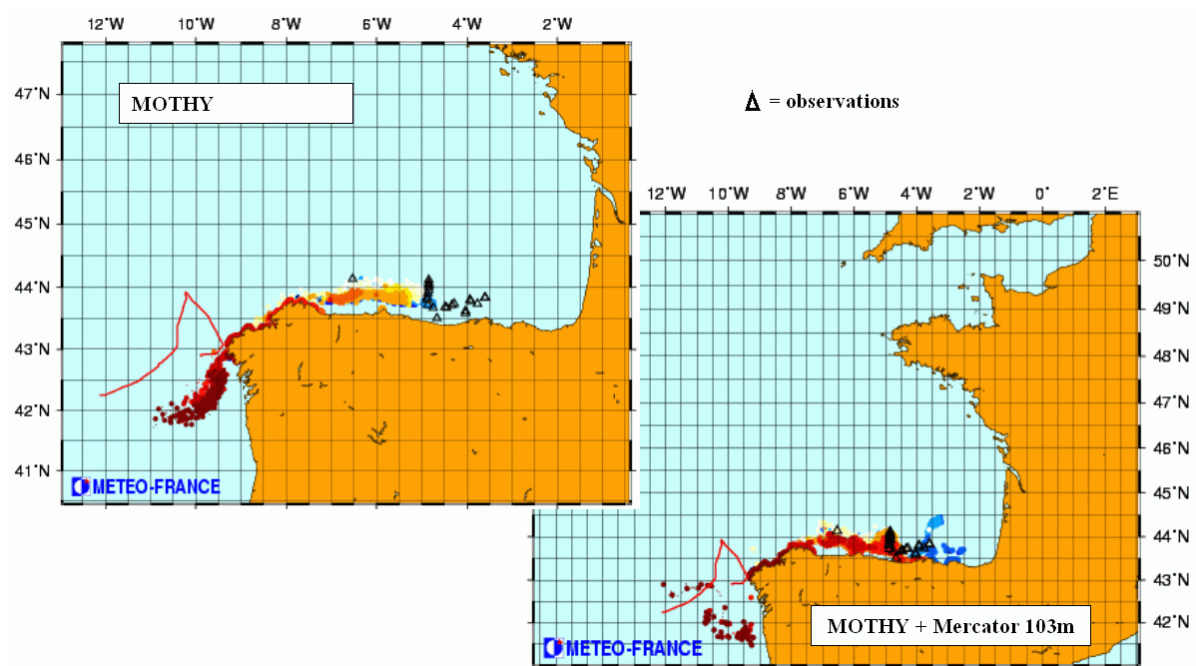 12°W 10°W 8°W 6°W 4°W 2°W
47°N
MOTHY
Δ = observations
46°N
45°N
44°N
43°N
42°N
41°N
METEO-FRANCE
12°W 10°W 8°W 6°W 4°W 2°W 0° 2°E
50°N
49°N
48°N
47°N
46°N
45°N
44°N
43°N
42°N
MOTHY + Mercator 103m
METEO-FRANCE